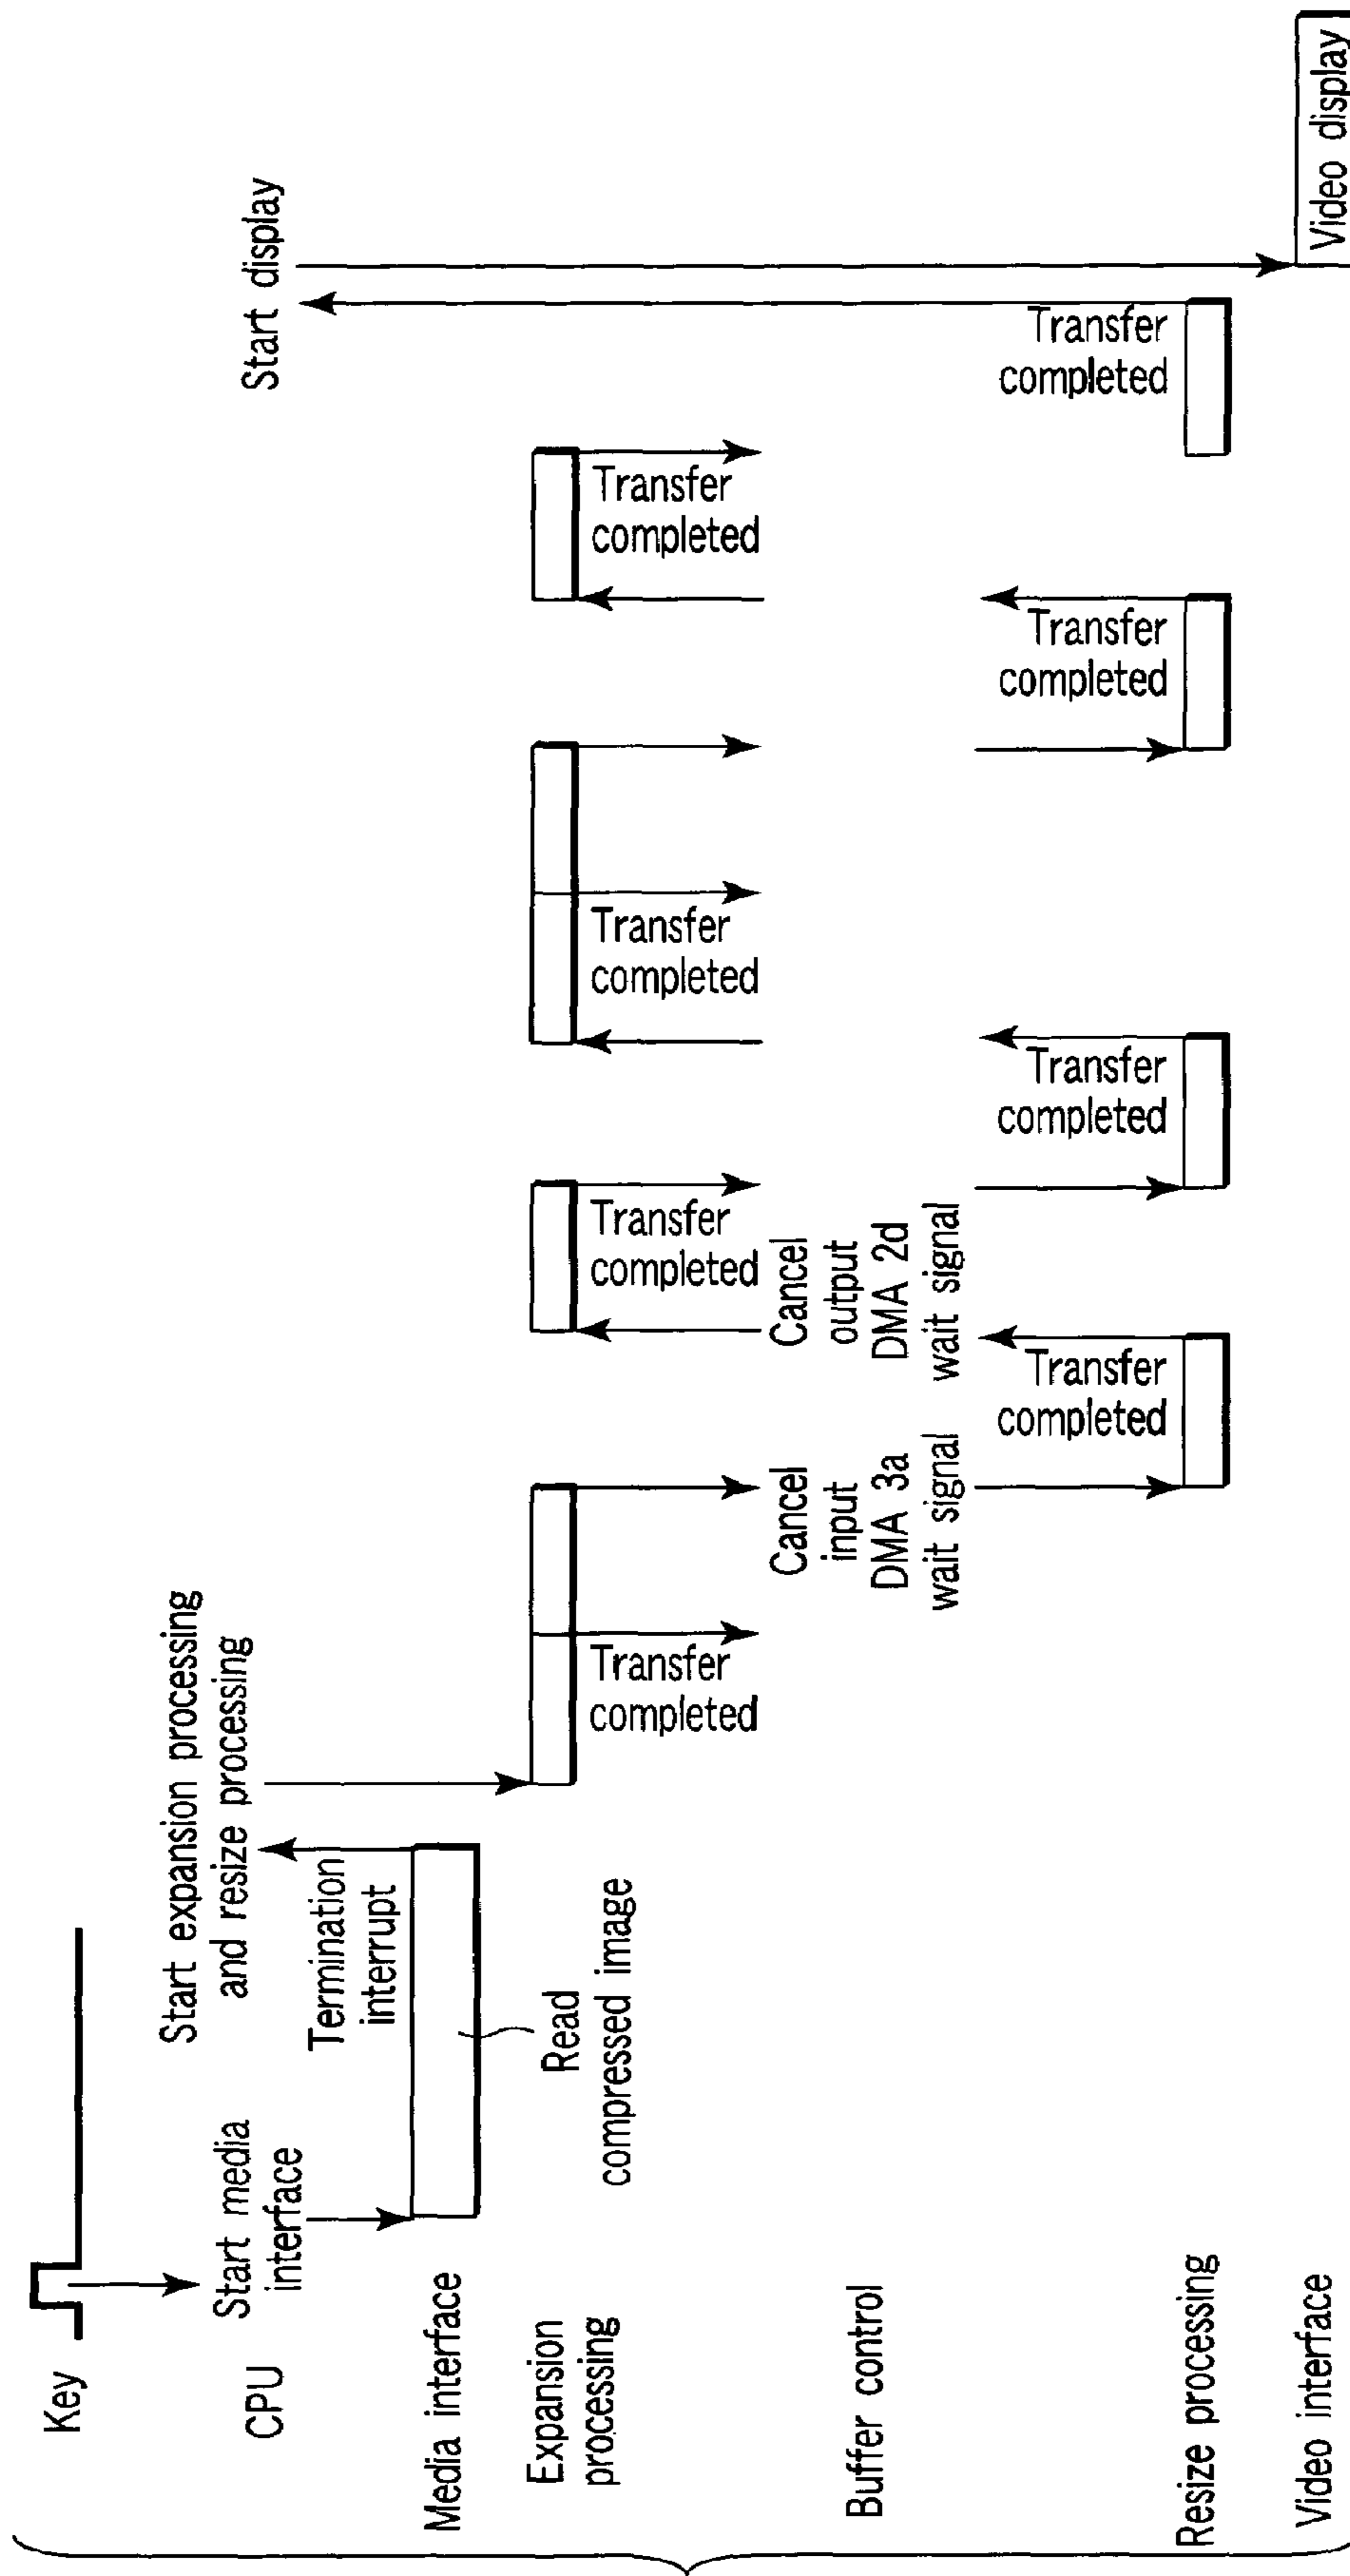 Key
CPU
Media interface
Expansion
processing
Buffer control
Resize processing
Video interface
Start media
interface
Termination
interrupt
Read
compressed image
Start expansion processing
and resize processing
Transfer
completed
Cancel
input
DMA 3a
wait signal
Transfer
completed
Cancel
output
DMA 2d
wait signal
Transfer
completed
Transfer
completed
Transfer
completed
Transfer
completed
Transfer
completed
Transfer
completed
Start display
Video display